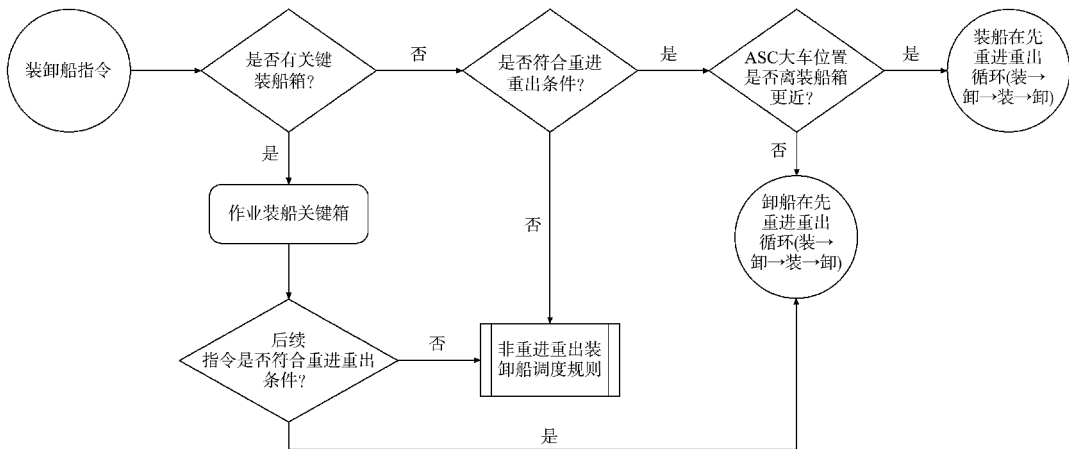 装卸船指令
是否有关键
装船箱?
否
是否符合重进
重出条件?
是
ASC大车位置
是否离装船箱
更近?
是
装船在先
重进重出
循环(装→
卸→装→卸)
是
否
否
作业装船关键箱
卸船在先
重进重出
循环(装→
卸→装→卸)
后续
指令是否符合重进重出
条件?
否
非重进重出装
卸船调度规则
是